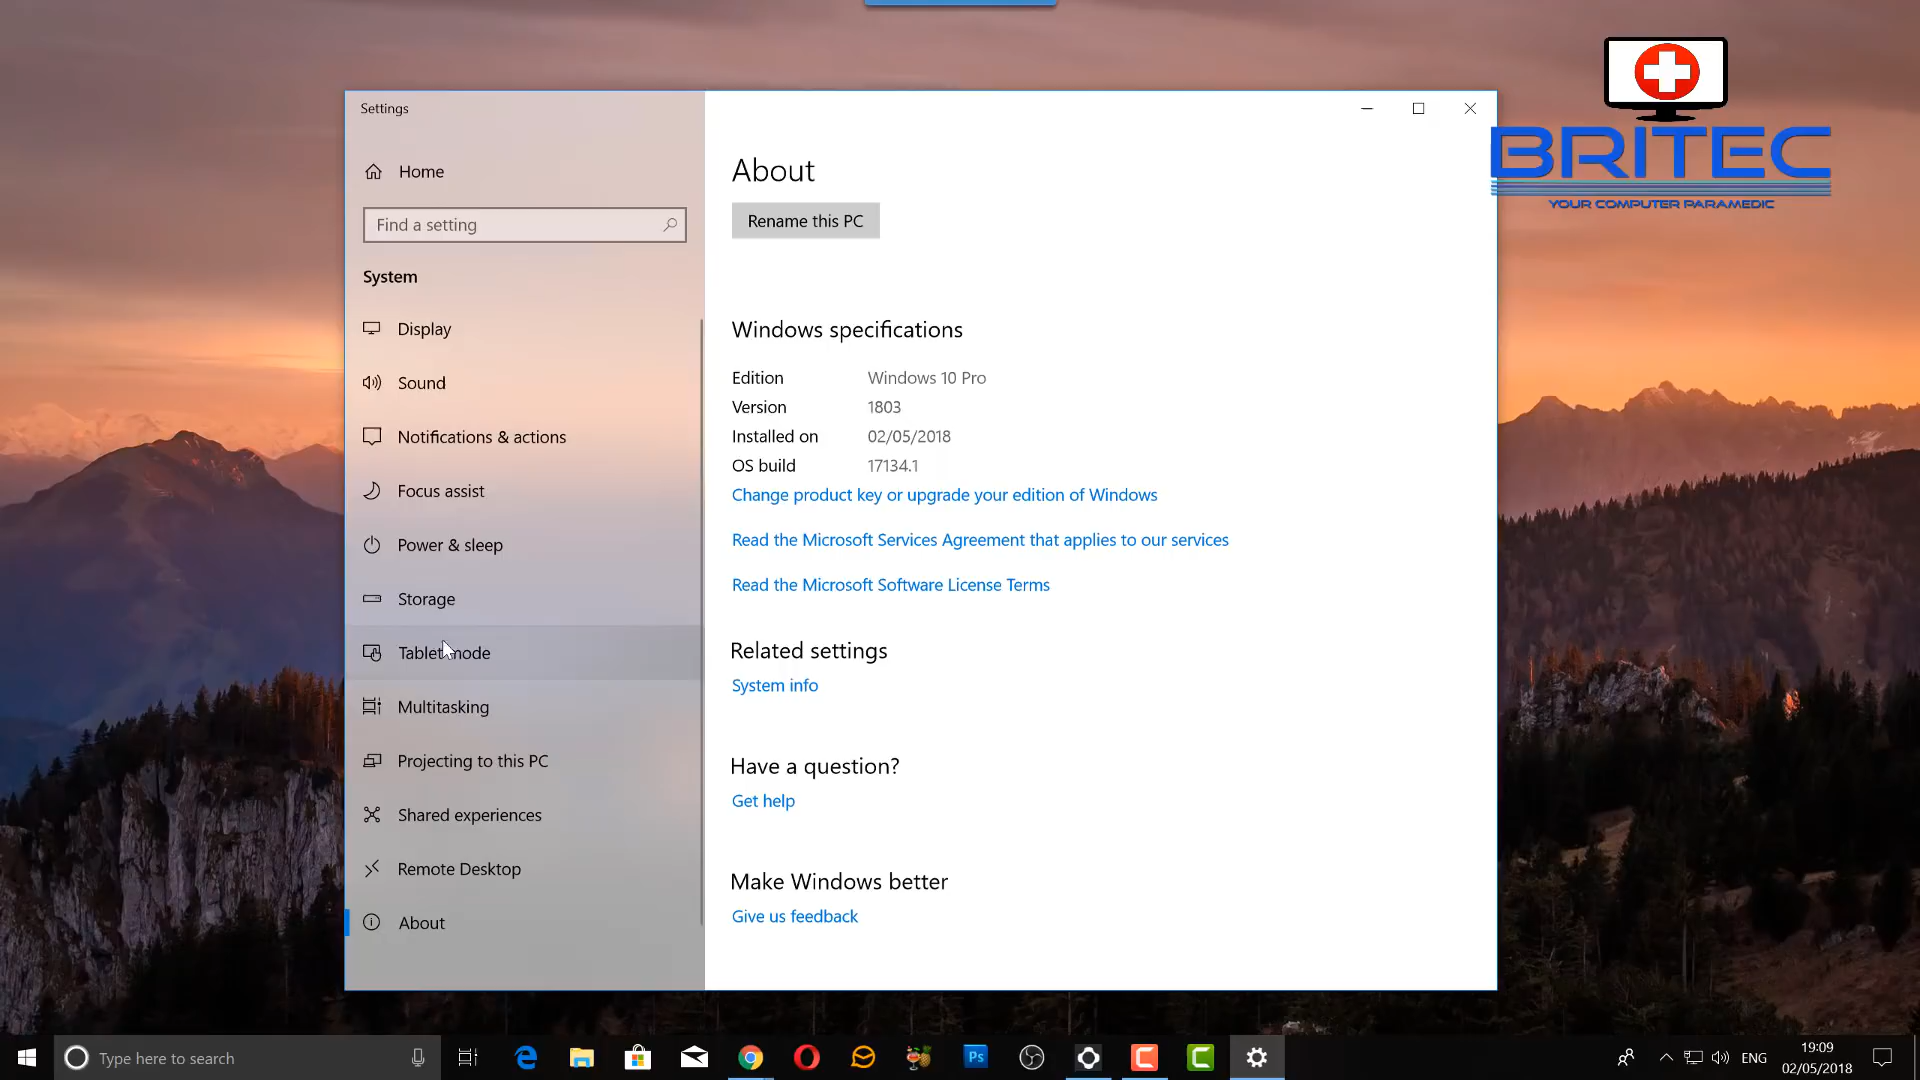 Settings
Home
Find a setting
System
Display
Sound
Notifications & actions
Focus assist
Power & sleep
Storage
Tablet mode
Multitasking
Projecting to this PC
Shared experiences
Remote Desktop
About
About
Rename this PC
Windows specifications
Edition Windows 10 Pro
Version 1803
Installed on 02/05/2018
OS build 17134.1
Change product key or upgrade your edition of Windows
Read the Microsoft Services Agreement that applies to our services
Read the Microsoft Software License Terms
Related settings
System info
Have a question?
Get help
Make Windows better
Give us feedback
BRITEC
YOUR COMPUTER PARAMEDIC
Type here to search
Ps
ENG
19:09
02/05/2018